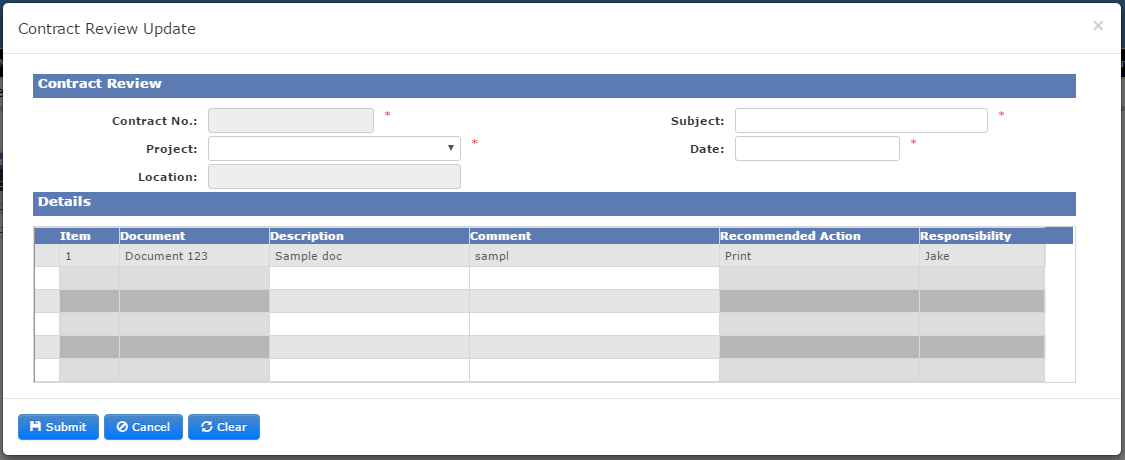 Contract Review Update ×
Contract Review
Contract No.: * Subject: *
Project: * Date: *
Location:
Details
Item Document Description Comment Recommended Action Responsibility
1 Document 123 Sample doc sampl Print Jake
Submit Cancel Clear